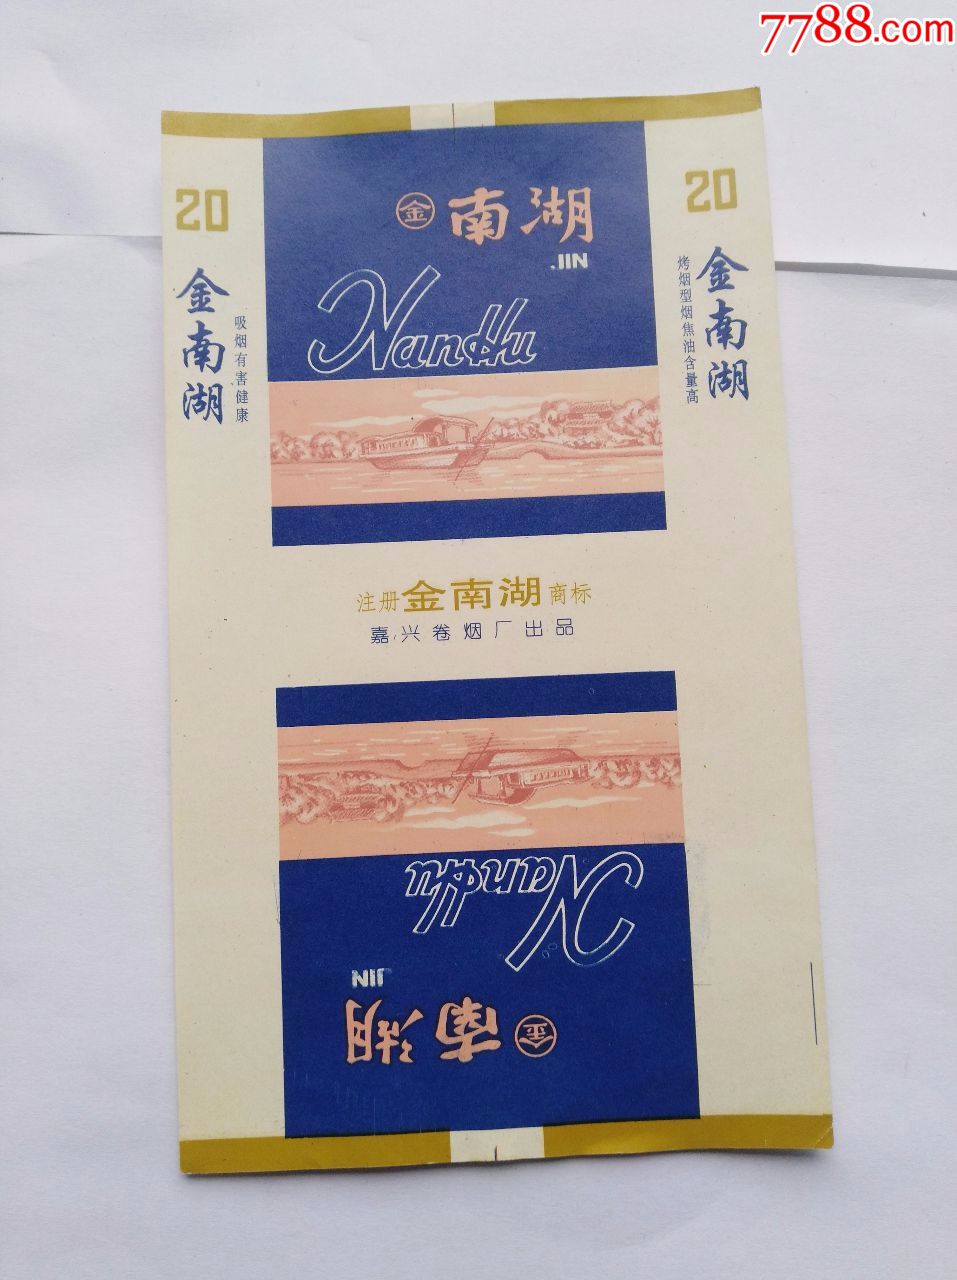 7788.com
20
金南湖
吸烟有害健康
20
金南湖
烤烟型烟焦油含量高
金南湖
JIN.
NanHu
注册金南湖商标
嘉兴卷烟厂出品
NanHu
JIN
金南湖